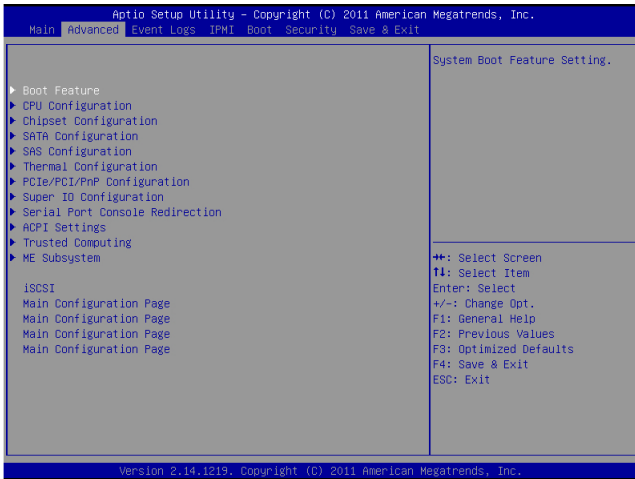 Aptio Setup Utility – Copyright (C) 2011 American Megatrends, Inc.
Main Advanced Event Logs IPMI Boot Security Save & Exit
System Boot Feature Setting.
Boot Feature
CPU Configuration
Chipset Configuration
SATA Configuration
SAS Configuration
Thermal Configuration
PCIe/PCI/PnP Configuration
Super IO Configuration
Serial Port Console Redirection
ACPI Settings
Trusted Computing
ME Subsystem
iSCSI
Main Configuration Page
Main Configuration Page
Main Configuration Page
Main Configuration Page
→←: Select Screen
↑↓: Select Item
Enter: Select
+/-: Change Opt.
F1: General Help
F2: Previous Values
F3: Optimized Defaults
F4: Save & Exit
ESC: Exit
Version 2.14.1219. Copyright (C) 2011 American Megatrends, Inc.